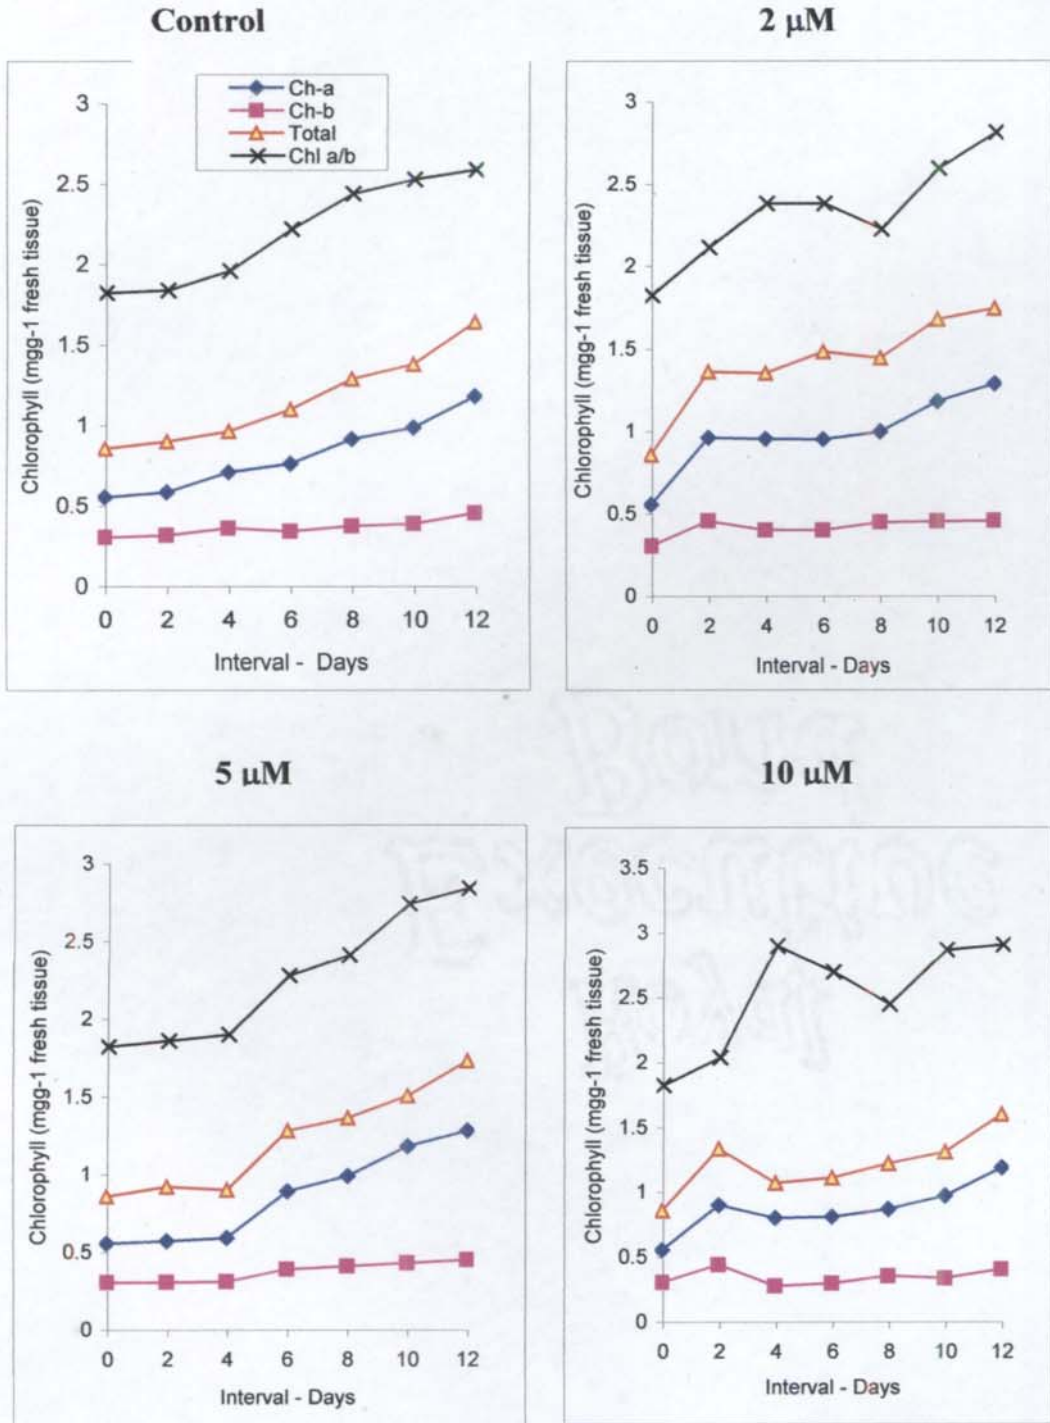 Control
Ch-a
Ch-b
Total
Chl a/b
3
2.5
2
1.5
1
0.5
0
Chlorophyll (mgg-1 fresh tissue)
0 2 4 6 8 10 12
Interval - Days
2 µM
3
2.5
2
1.5
1
0.5
0
Chlorophyll (mgg-1 fresh tissue)
0 2 4 6 8 10 12
Interval - Days
5 µM
3
2.5
2
1.5
1
0.5
0
Chlorophyll (mgg-1 fresh tissue)
0 2 4 6 8 10 12
Interval - Days
10 µM
3.5
3
2.5
2
1.5
1
0.5
0
Chlorophyll (mgg-1 fresh tissue)
0 2 4 6 8 10 12
Interval - Days